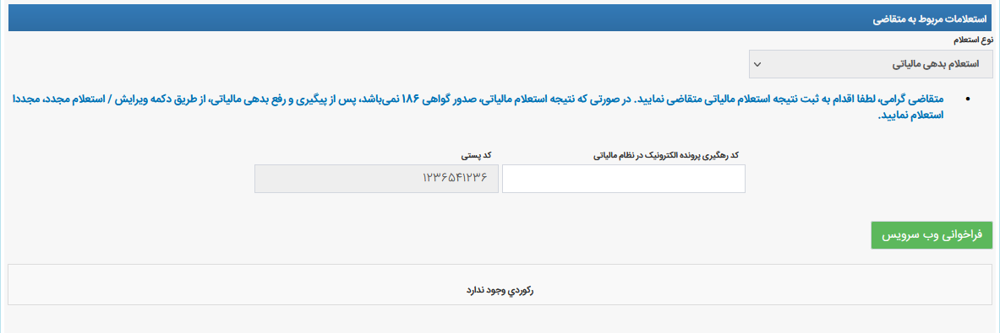 استعلامات مربوط به متقاضی
نوع استعلام
استعلام بدهی مالیاتی
متقاضی گرامی، لطفا اقدام به ثبت نتیجه استعلام مالیاتی متقاضی نمایید. در صورتی که نتیجه استعلام مالیاتی، صدور گواهی ۱۸۶ نمی‌باشد، پس از پیگیری و رفع بدهی مالیاتی، از طریق دکمه ویرایش / استعلام مجدد، مجددا
استعلام نمایید.
کد رهگیری پرونده الکترونیک در نظام مالیاتی
کد پستی
۱۲۳۶۵۴۱۲۳۶
فراخوانی وب سرویس
رکوردي وجود ندارد